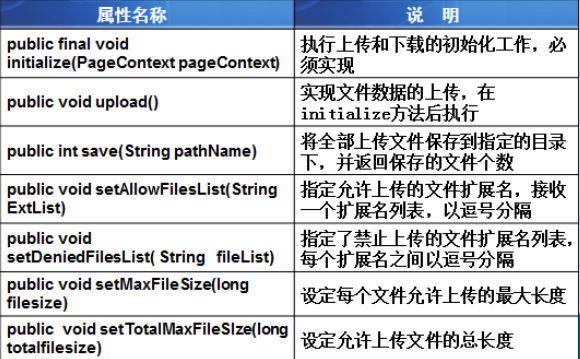 属性名称 说 明
public final void
initialize(PageContext pageContext)
执行上传和下载的初始化工作，必
须实现
public void upload()
实现文件数据的上传，在
initialize方法后执行
public int save(String pathName)
将全部上传文件保存到指定的目录
下，并返回保存的文件个数
public void setAllowFilesList(String
ExtList)
指定允许上传的文件扩展名，接收
一个扩展名列表，以逗号分隔
public void
setDeniedFilesList( String fileList)
指定了禁止上传的文件扩展名列表，
每个扩展名之间以逗号分隔
public void setMaxFileSize(long
filesize)
设定每个文件允许上传的最大长度
public void setTotalMaxFileSIze(long
totalfilesize)
设定允许上传文件的总长度